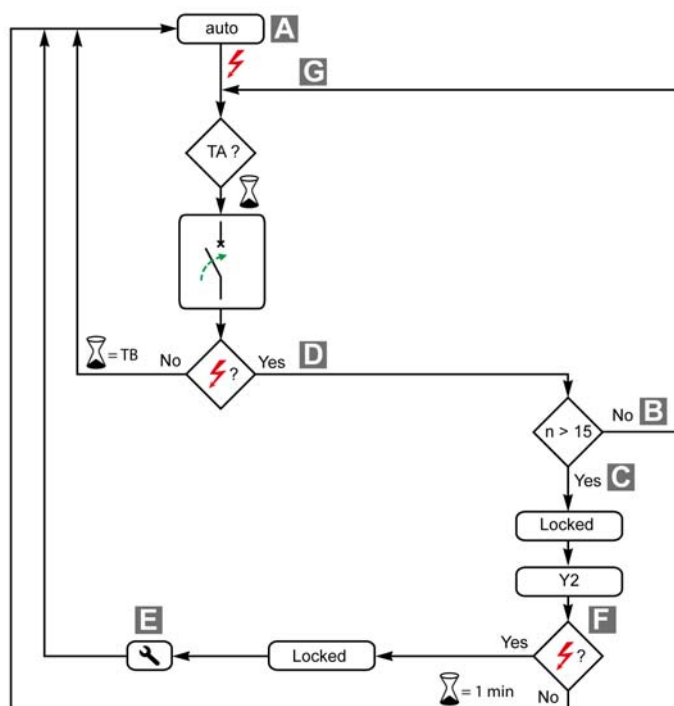 auto
A
G
TA ?
= TB
No
?
Yes
D
n > 15
No
B
Yes
C
Locked
Y2
F
E
Locked
Yes
?
= 1 min
No